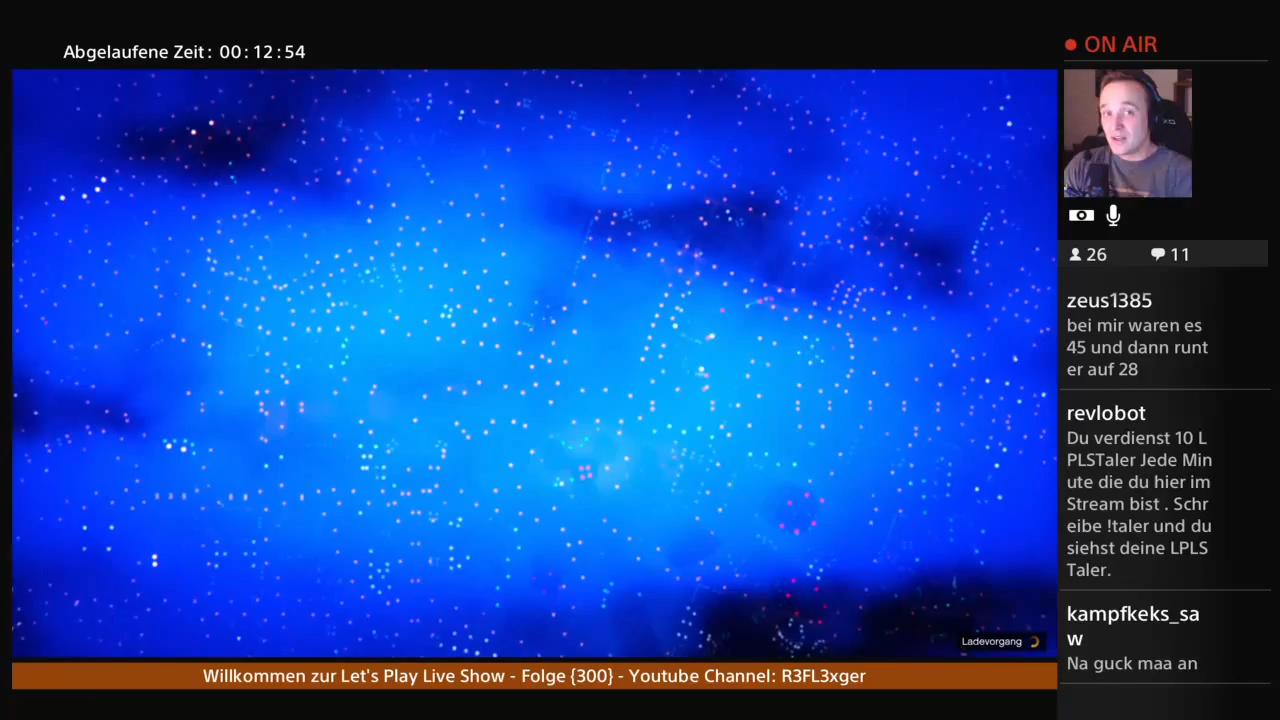 Abgelaufene Zeit: 00:12:54
ON AIR
26 11
zeus1385
bei mir waren es
45 und dann runt
er auf 28
revlobot
Du verdienst 10 L
PLSTaler Jede Min
ute die du hier im
Stream bist . Schr
eibe !taler und du
siehst deine LPLS
Taler.
kampfkeks_sa
w
Na guck maa an
Ladevorgang
Willkommen zur Let's Play Live Show - Folge {300} - Youtube Channel: R3FL3xger